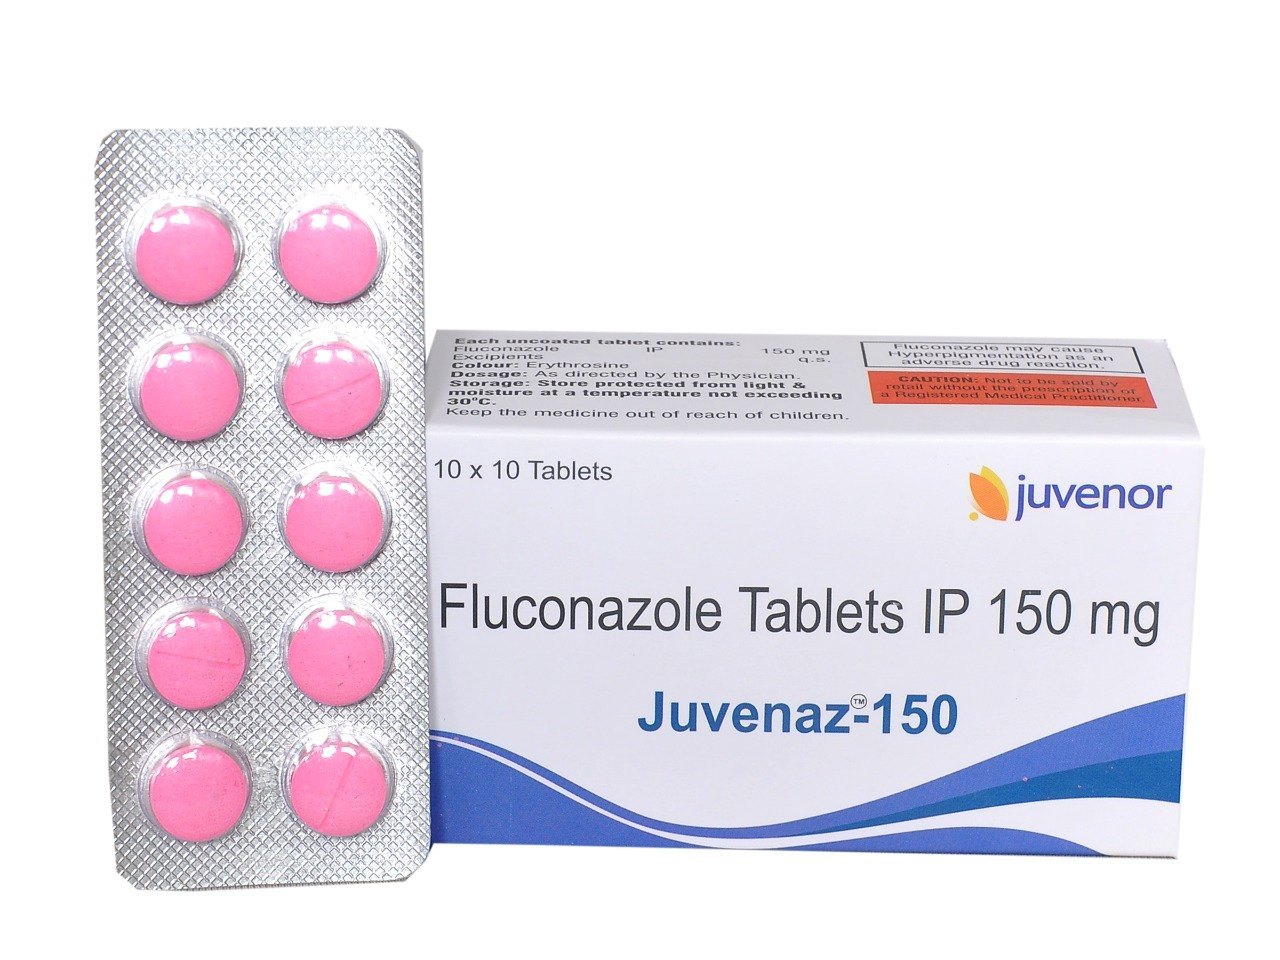 Each uncoated tablet contains:
Fluconazole IP 150 mg
Excipients q.s.
Colour: Erythrosine
Dosage: As directed by the Physician.
Storage: Store protected from light &
moisture at a temperature not exceeding
30°C.
Keep the medicine out of reach of children.
Fluconazole may cause
Hyperpigmentation as an
adverse drug reaction.
CAUTION: Not to be sold by
retail without the prescription of
a Registered Medical Practitioner.
10 x 10 Tablets
juvenor
Fluconazole Tablets IP 150 mg
Juvenaz™-150